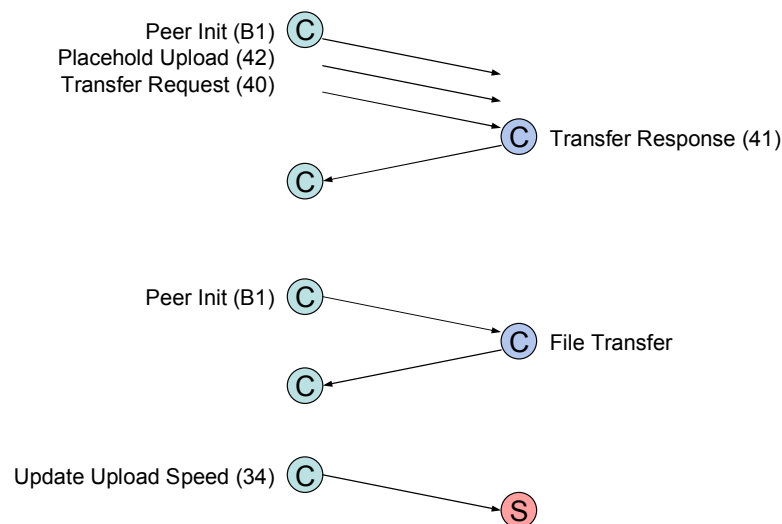 Peer Init (B1)
C
Placehold Upload (42)
Transfer Request (40)
C
Transfer Response (41)
C
Peer Init (B1)
C
C
File Transfer
C
Update Upload Speed (34)
C
S